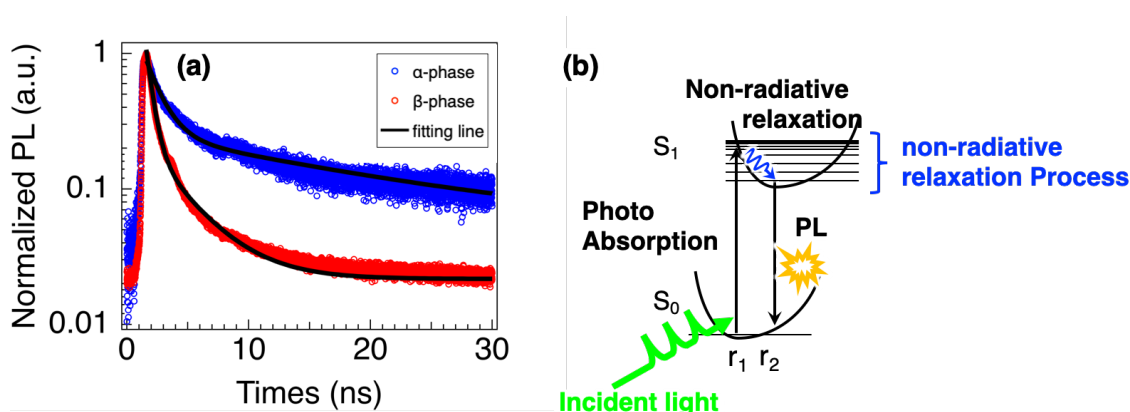 (a)
α-phase
β-phase
fitting line
Normalized PL (a.u.)
1
0.1
0.01
0
10
20
30
Times (ns)
(b)
Non-radiative
relaxation
S1
non-radiative
relaxation Process
Photo
Absorption
PL
S0
r1 r2
Incident light